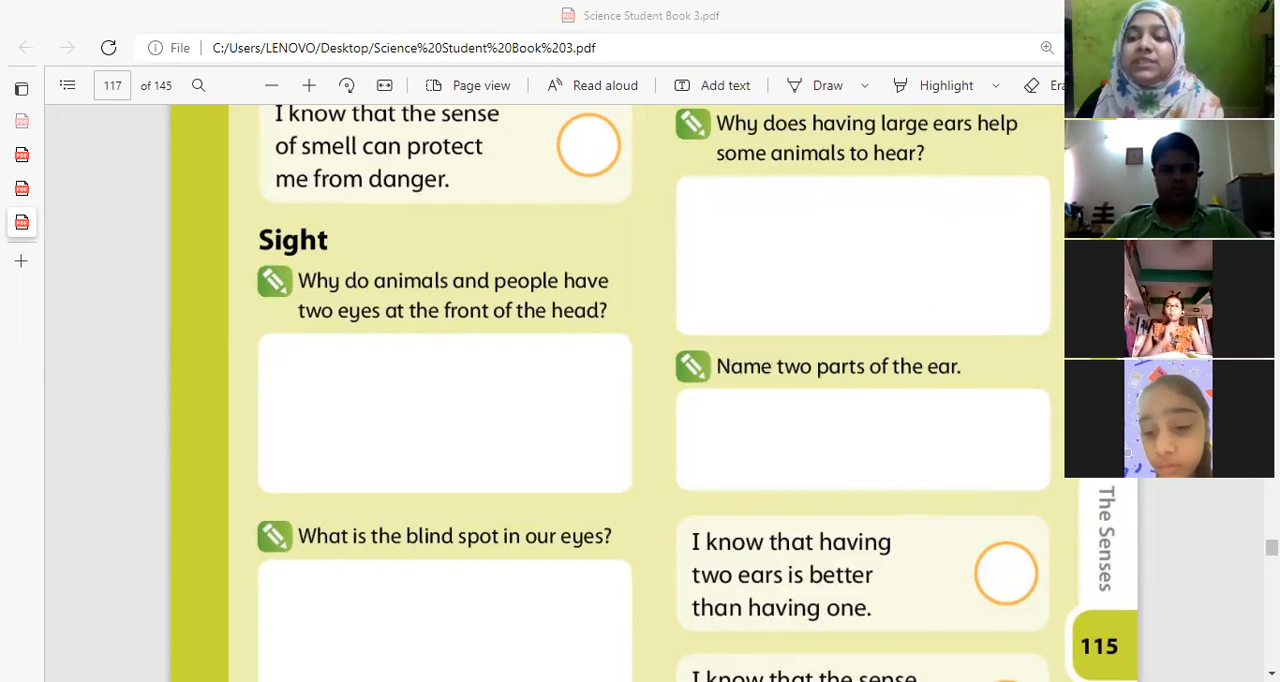 Science Student Book 3.pdf
File
C:/Users/LENOVO/Desktop/Science%20Student%20Book%203.pdf
117 of 145
Page view
Read aloud
Add text
Draw
Highlight
Era
I know that the sense
of smell can protect
me from danger.
Sight
Why do animals and people have
two eyes at the front of the head?
What is the blind spot in our eyes?
Why does having large ears help
some animals to hear?
Name two parts of the ear.
I know that having
two ears is better
than having one.
I know that the sense
The Senses
115